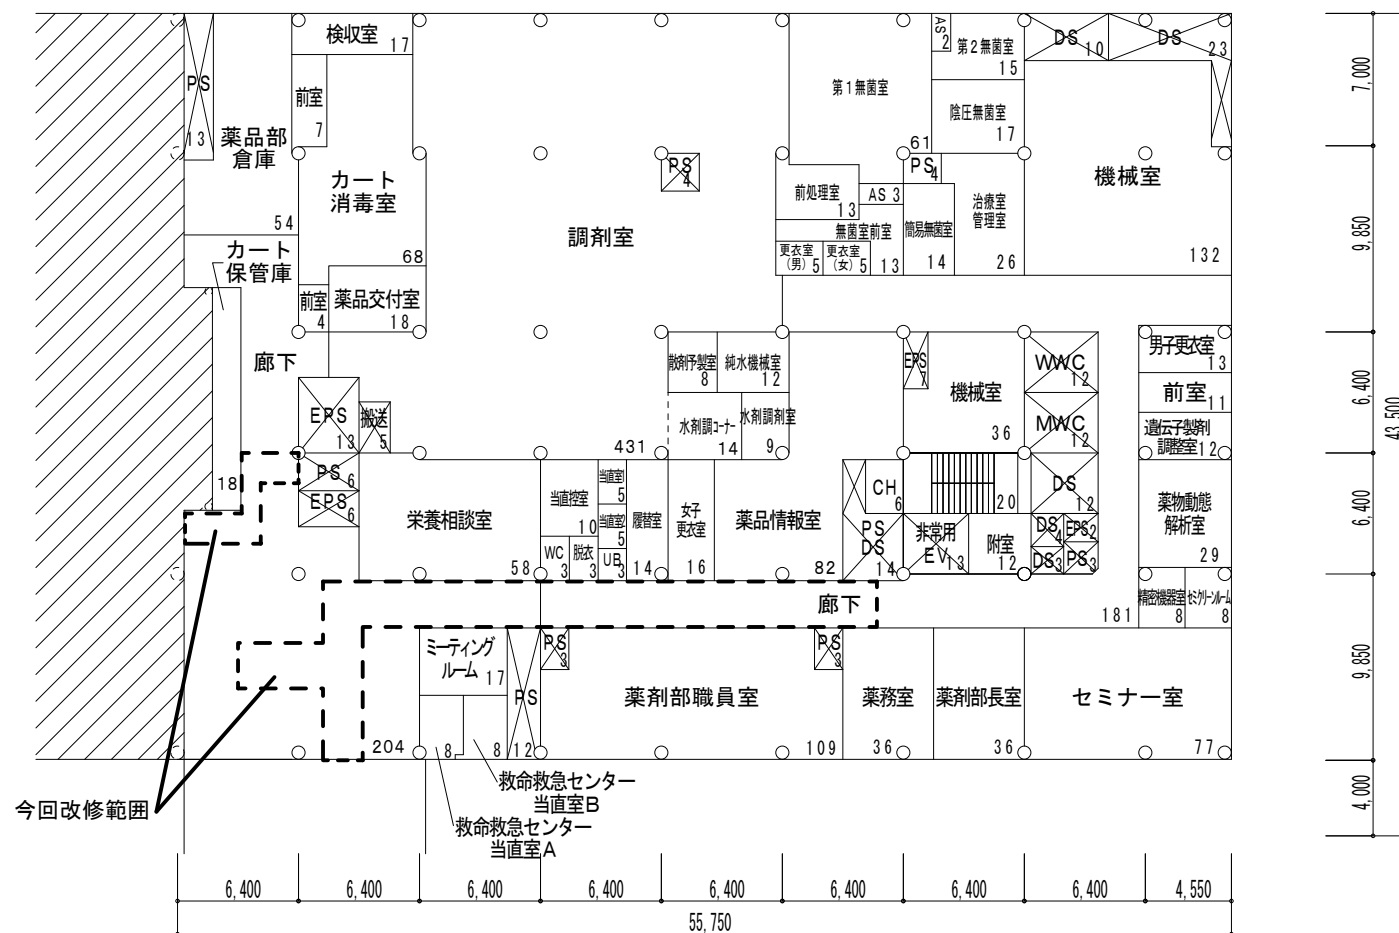 検収室
17
AS
2
第2無菌室
15
DS
10
DS
23
PS
13
前室
7
薬品部
倉庫
54
第1無菌室
61
陰圧無菌室
17
機械室
132
カート
消毒室
68
PS
4
調剤室
431
前処理室
13
AS 3
PS
4
治療室
管理室
26
無菌室前室
13
簡易無菌室
14
更衣室
(男) 5
更衣室
(女) 5
カート
保管庫
18
前室
4
薬品交付室
18
廊下
EPS
13
搬送
5
散剤予製室
8
純水機械室
12
水剤調コーナー
14
水剤調剤室
9
EPS
7
機械室
36
WWC
12
MWC
12
男子更衣室
13
前室
11
遺伝子製剤
調整室
12
PS
6
EPS
6
栄養相談室
58
当直控室
10
当直室1
5
当直室2
5
WC
3
脱衣
3
UB
3
履替室
14
女子
更衣室
16
薬品情報室
82
CH
6
PS
DS
14
20
非常用
EV
13
附室
12
DS
12
DS
4
EPS
2
DS
3
PS
3
薬物動態
解析室
29
廊下
181
精密機器室
8
セミクリーンルーム
8
ミーティング
ルーム
17
PS
12
PS
3
PS
3
薬剤部職員室
109
薬務室
36
薬剤部長室
36
セミナー室
77
204
8
8
今回改修範囲
救命救急センター
当直室B
救命救急センター
当直室A
6,400
6,400
6,400
6,400
6,400
6,400
6,400
6,400
4,550
55,750
7,000
9,850
6,400
6,400
9,850
4,000
43,500